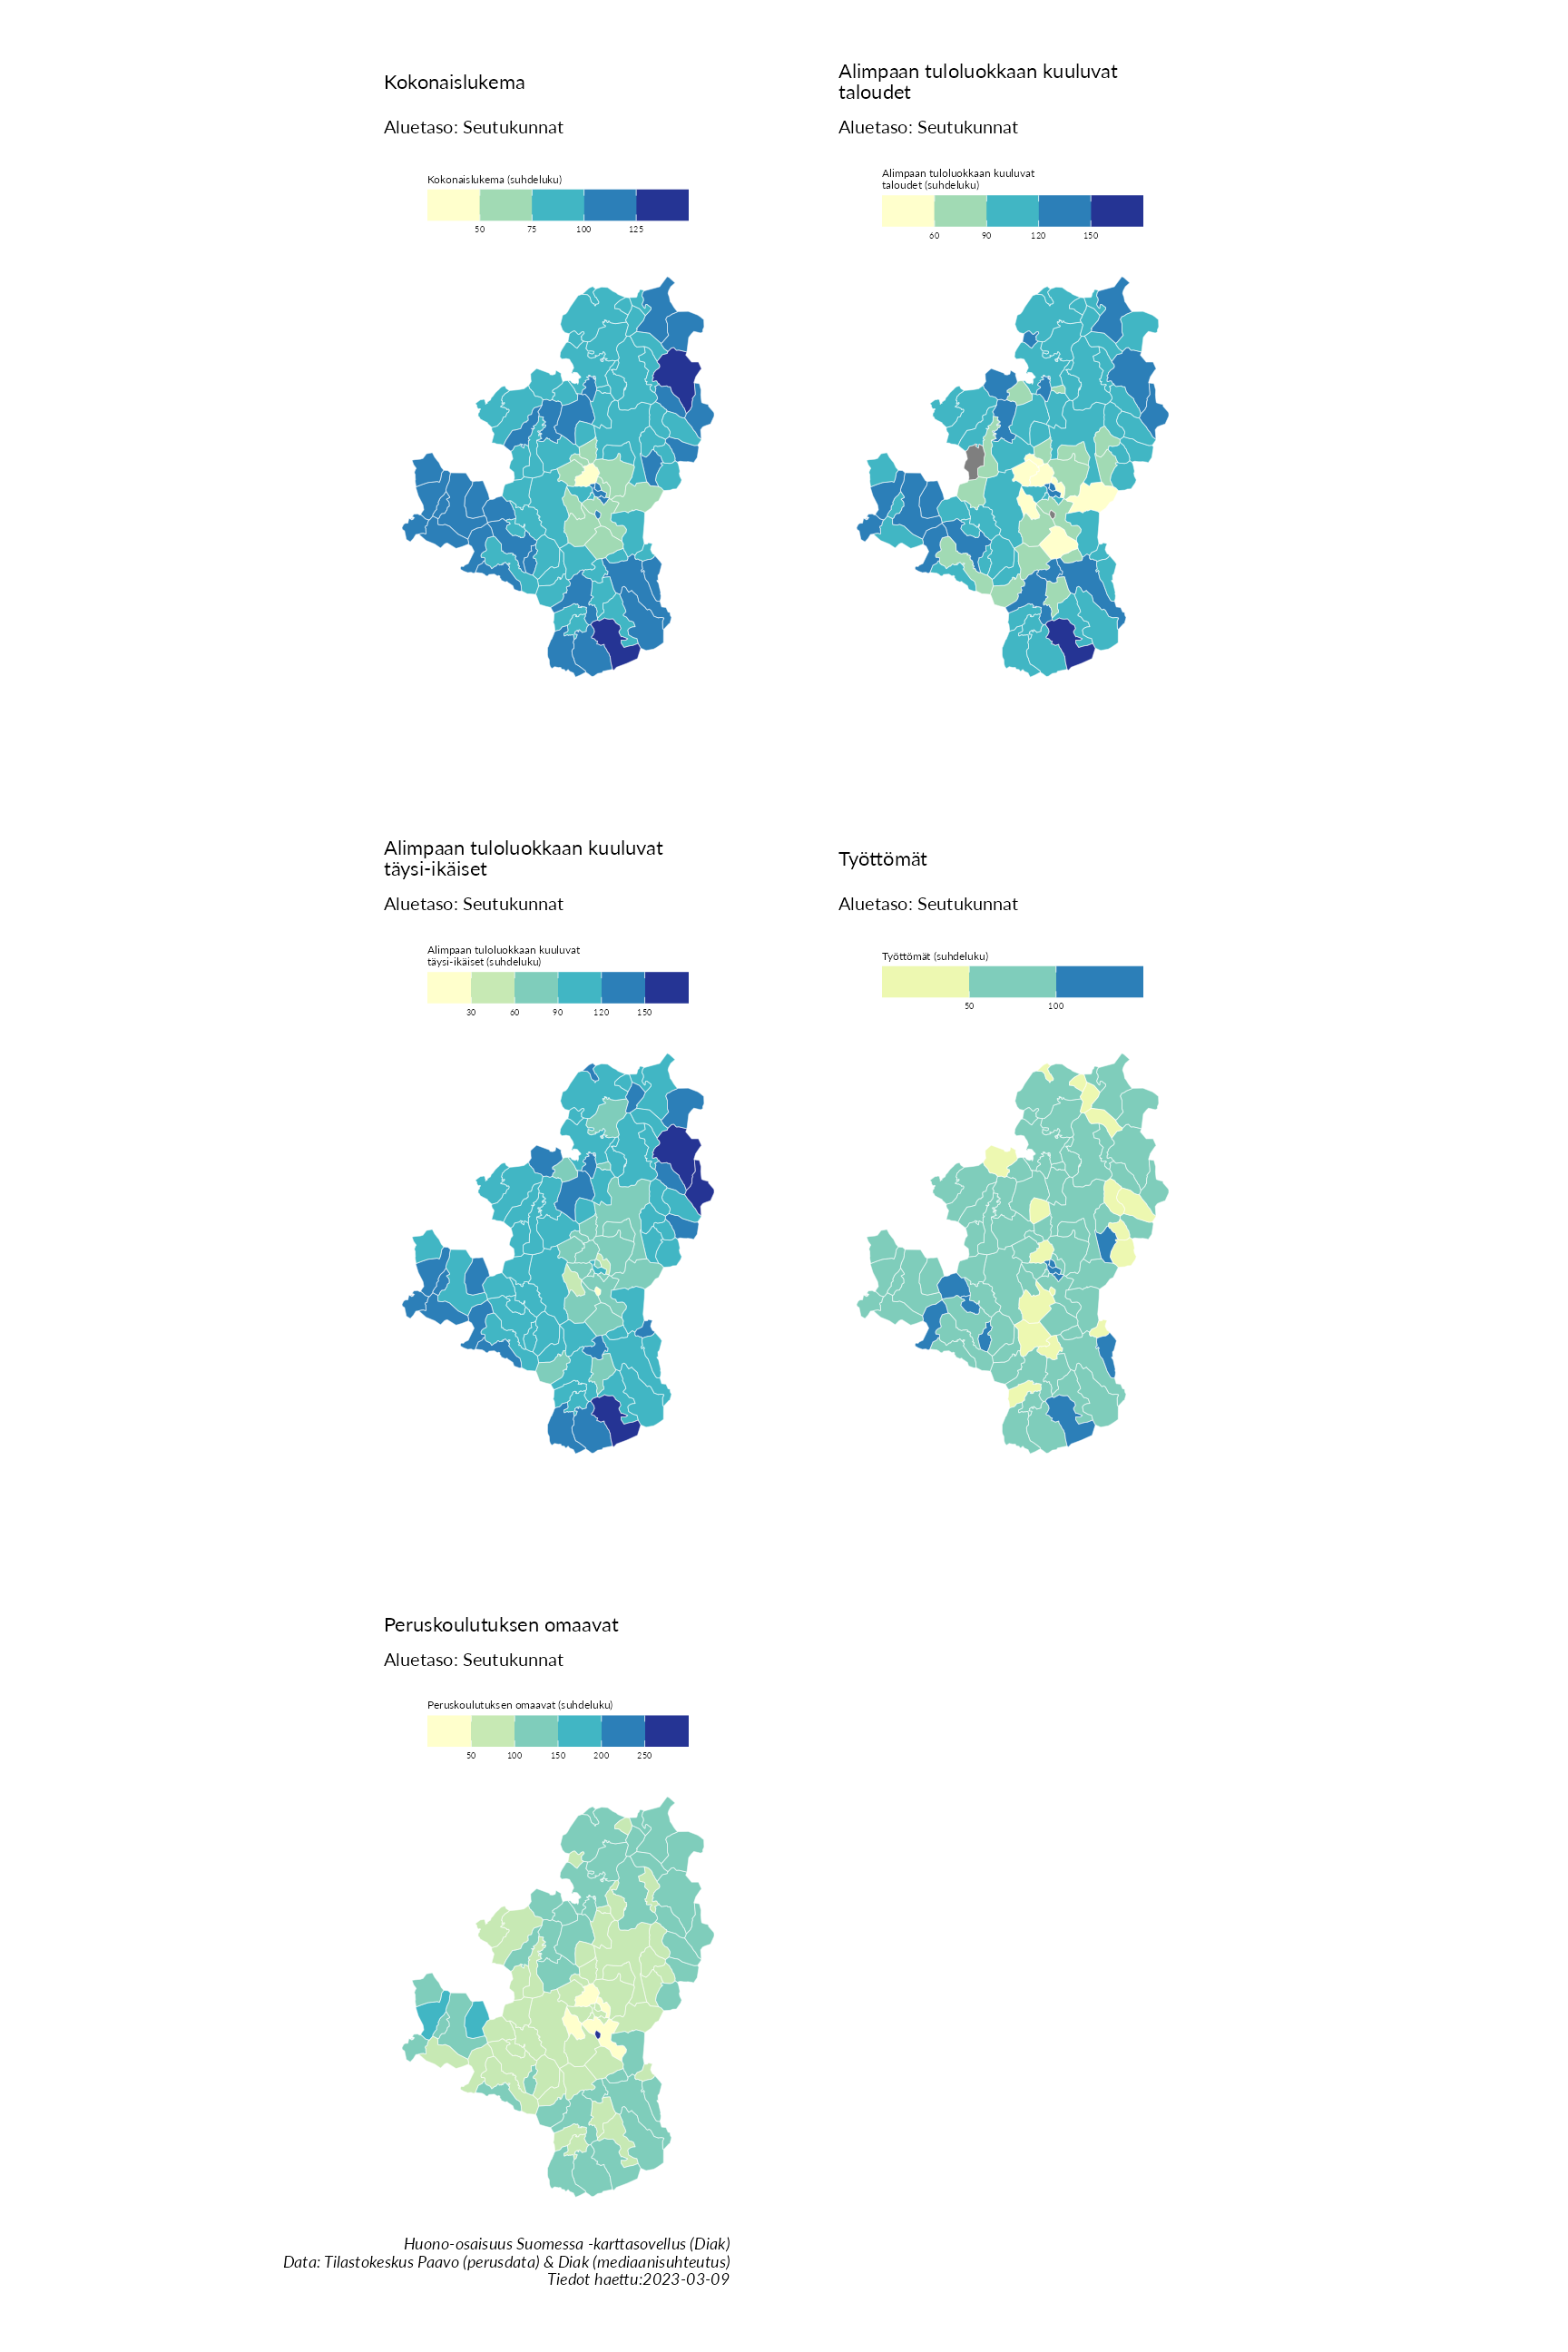 Kokonaislukema
Aluetaso: Seutukunnat
Kokonaislukema (suhdeluku)
50 75 100 125
Alimpaan tuloluokkaan kuuluvat
taloudet
Aluetaso: Seutukunnat
Alimpaan tuloluokkaan kuuluvat
taloudet (suhdeluku)
60 90 120 150
Alimpaan tuloluokkaan kuuluvat
täysi-ikäiset
Aluetaso: Seutukunnat
Alimpaan tuloluokkaan kuuluvat
täysi-ikäiset (suhdeluku)
30 60 90 120 150
Työttömät
Aluetaso: Seutukunnat
Työttömät (suhdeluku)
50 100
Peruskoulutuksen omaavat
Aluetaso: Seutukunnat
Peruskoulutuksen omaavat (suhdeluku)
50 100 150 200 250
Huono-osaisuus Suomessa -karttasovellus (Diak)
Data: Tilastokeskus Paavo (perusdata) & Diak (mediaanisuhteutus)
Tiedot haettu:2023-03-09